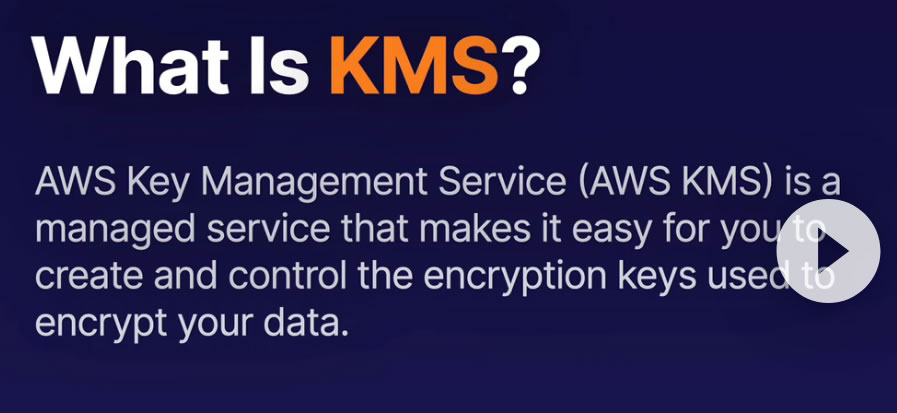 What Is KMS?
AWS Key Management Service (AWS KMS) is a
managed service that makes it easy for you to
create and control the encryption keys used to
encrypt your data.